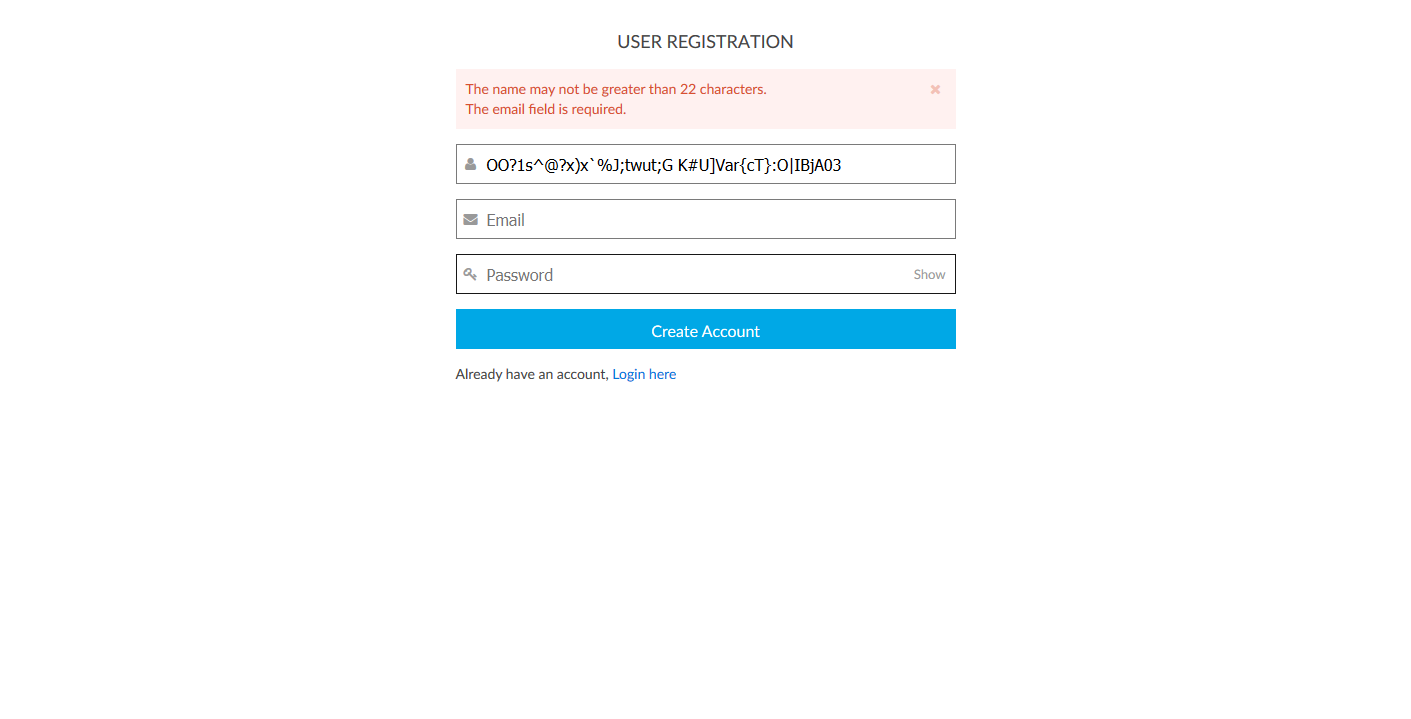 USER REGISTRATION
The name may not be greater than 22 characters.
The email field is required.
OO?1s^@?x)x`%J;twut;G K#U]Var{cT}:O|IBjA03
Email
Password
Show
Create Account
Already have an account, Login here